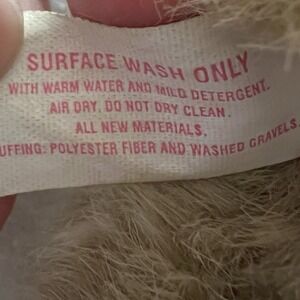 SURFACE WASH ONLY
WITH WARM WATER AND MILD DETERGENT.
AIR DRY. DO NOT DRY CLEAN.
ALL NEW MATERIALS.
UFFING: POLYESTER FIBER AND WASHED GRAVELS.